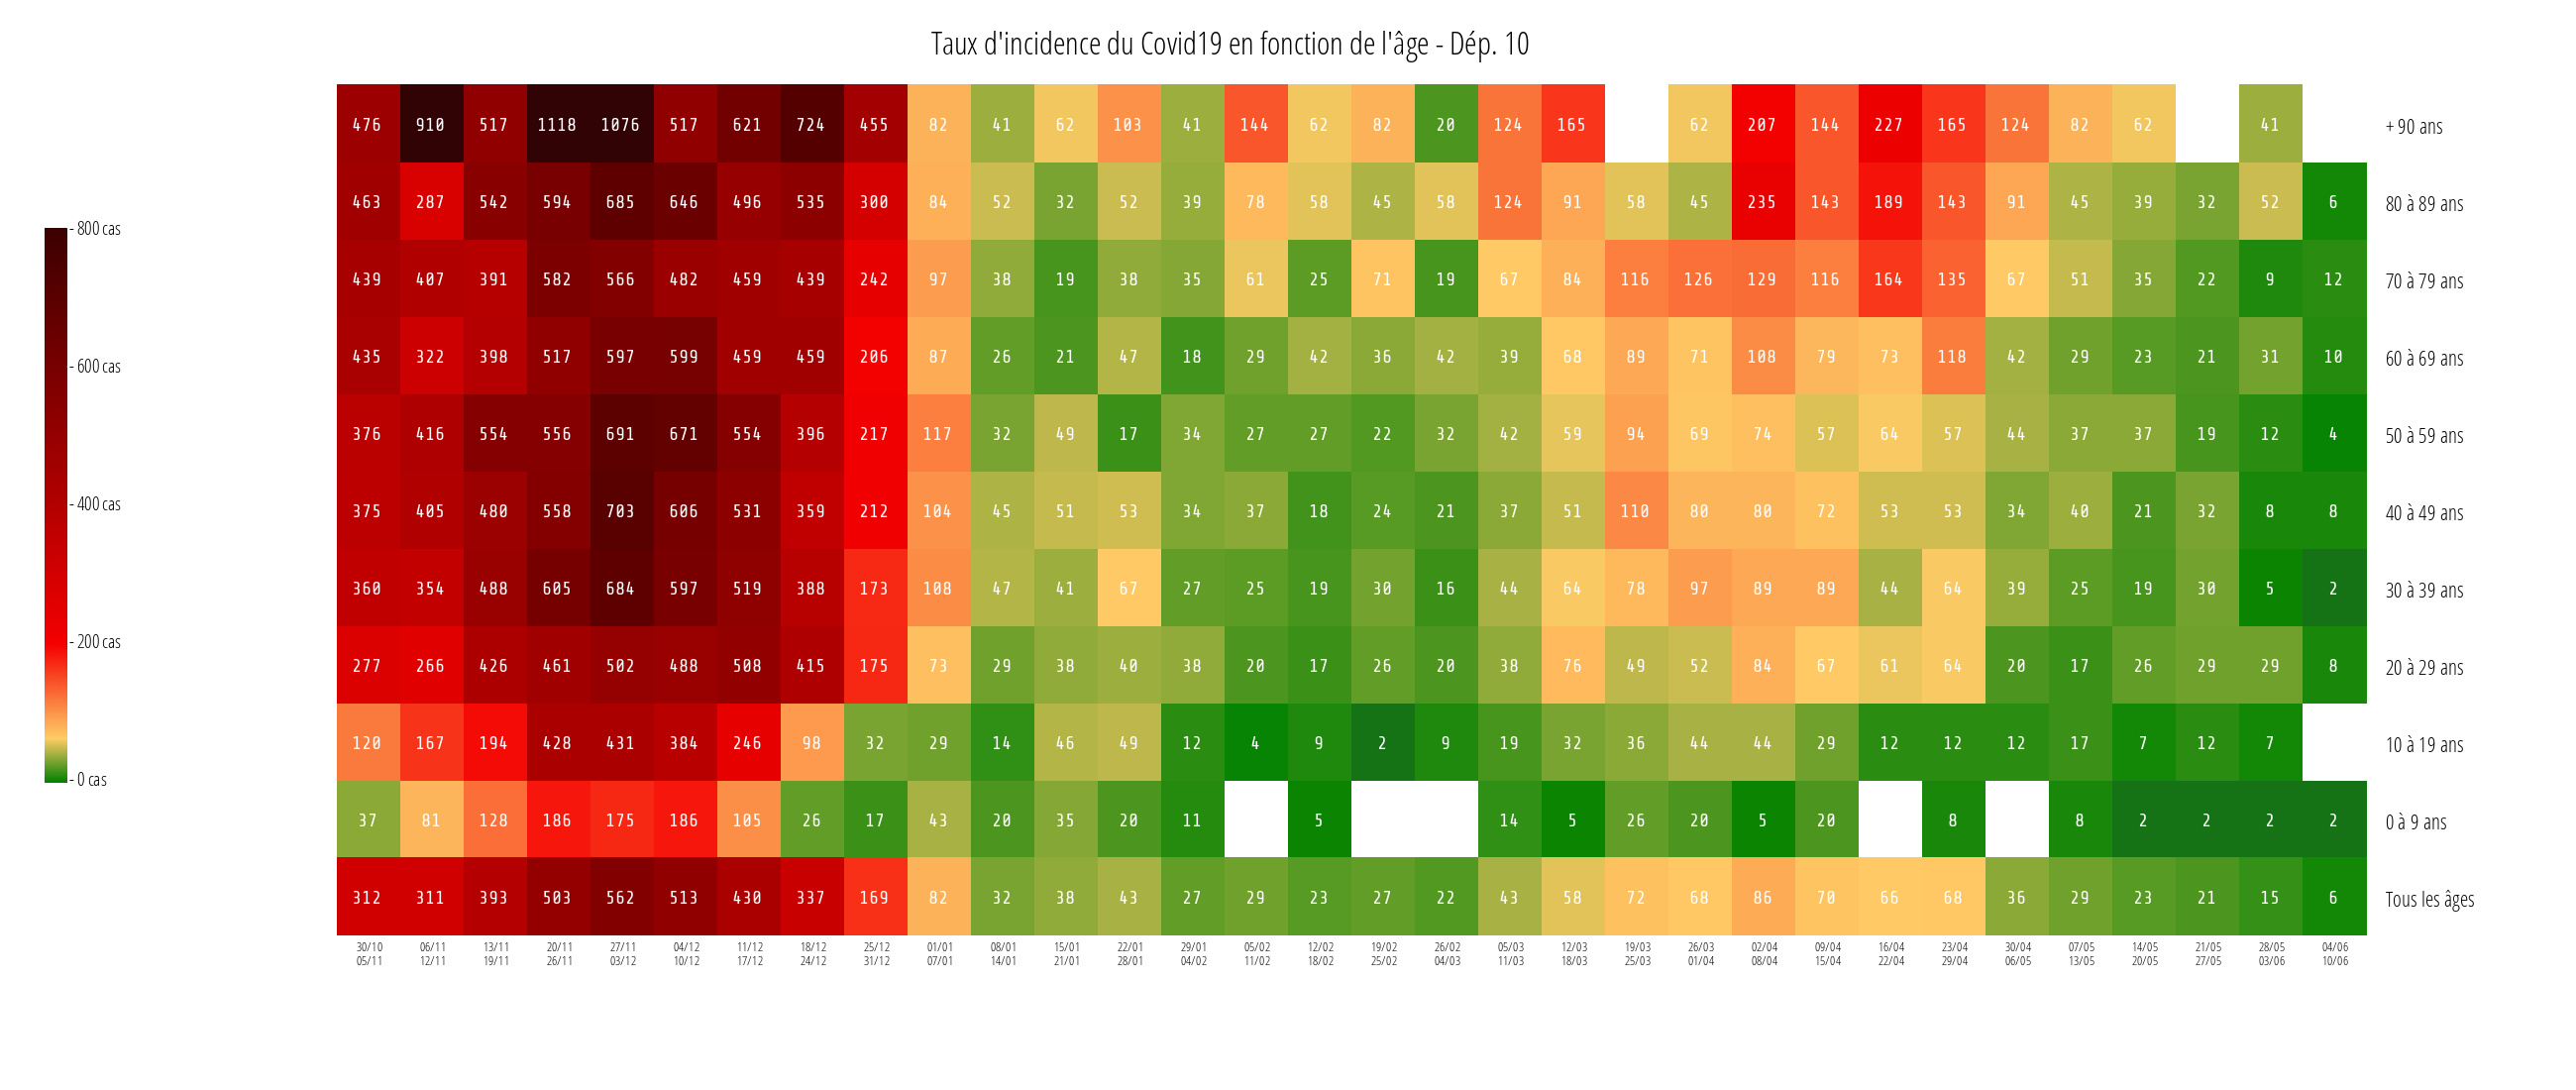 Taux d'incidence du Covid19 en fonction de l'âge - Dép. 10
- 800 cas
- 600 cas
- 400 cas
- 200 cas
- 0 cas
476 910 517 1118 1076 517 621 724 455 82 41 62 103 41 144 62 82 20 124 165 62 207 144 227 165 124 82 62 41 + 90 ans
463 287 542 594 685 646 496 535 300 84 52 32 52 39 78 58 45 58 124 91 58 45 235 143 189 143 91 45 39 32 52 6 80 à 89 ans
439 407 391 582 566 482 459 439 242 97 38 19 38 35 61 25 71 19 67 84 116 126 129 116 164 135 67 51 35 22 9 12 70 à 79 ans
435 322 398 517 597 599 459 459 206 87 26 21 47 18 29 42 36 42 39 68 89 71 108 79 73 118 42 29 23 21 31 10 60 à 69 ans
376 416 554 556 691 671 554 396 217 117 32 49 17 34 27 27 22 32 42 59 94 69 74 57 64 57 44 37 37 19 12 4 50 à 59 ans
375 405 480 558 703 606 531 359 212 104 45 51 53 34 37 18 24 21 37 51 110 80 80 72 53 53 34 40 21 32 8 8 40 à 49 ans
360 354 488 605 684 597 519 388 173 108 47 41 67 27 25 19 30 16 44 64 78 97 89 89 44 64 39 25 19 30 5 2 30 à 39 ans
277 266 426 461 502 488 508 415 175 73 29 38 40 38 20 17 26 20 38 76 49 52 84 67 61 64 20 17 26 29 29 8 20 à 29 ans
120 167 194 428 431 384 246 98 32 29 14 46 49 12 4 9 2 9 19 32 36 44 44 29 12 12 12 17 7 12 7 10 à 19 ans
37 81 128 186 175 186 105 26 17 43 20 35 20 11 5 14 5 26 20 5 20 8 8 2 2 2 2 0 à 9 ans
312 311 393 503 562 513 430 337 169 82 32 38 43 27 29 23 27 22 43 58 72 68 86 70 66 68 36 29 23 21 15 6 Tous les âges
30/10 06/11 13/11 20/11 27/11 04/12 11/12 18/12 25/12 01/01 08/01 15/01 22/01 29/01 05/02 12/02 19/02 26/02 05/03 12/03 19/03 26/03 02/04 09/04 16/04 23/04 30/04 07/05 14/05 21/05 28/05 04/06
05/11 12/11 19/11 26/11 03/12 10/12 17/12 24/12 31/12 07/01 14/01 21/01 28/01 04/02 11/02 18/02 25/02 04/03 11/03 18/03 25/03 01/04 08/04 15/04 22/04 29/04 06/05 13/05 20/05 27/05 03/06 10/06